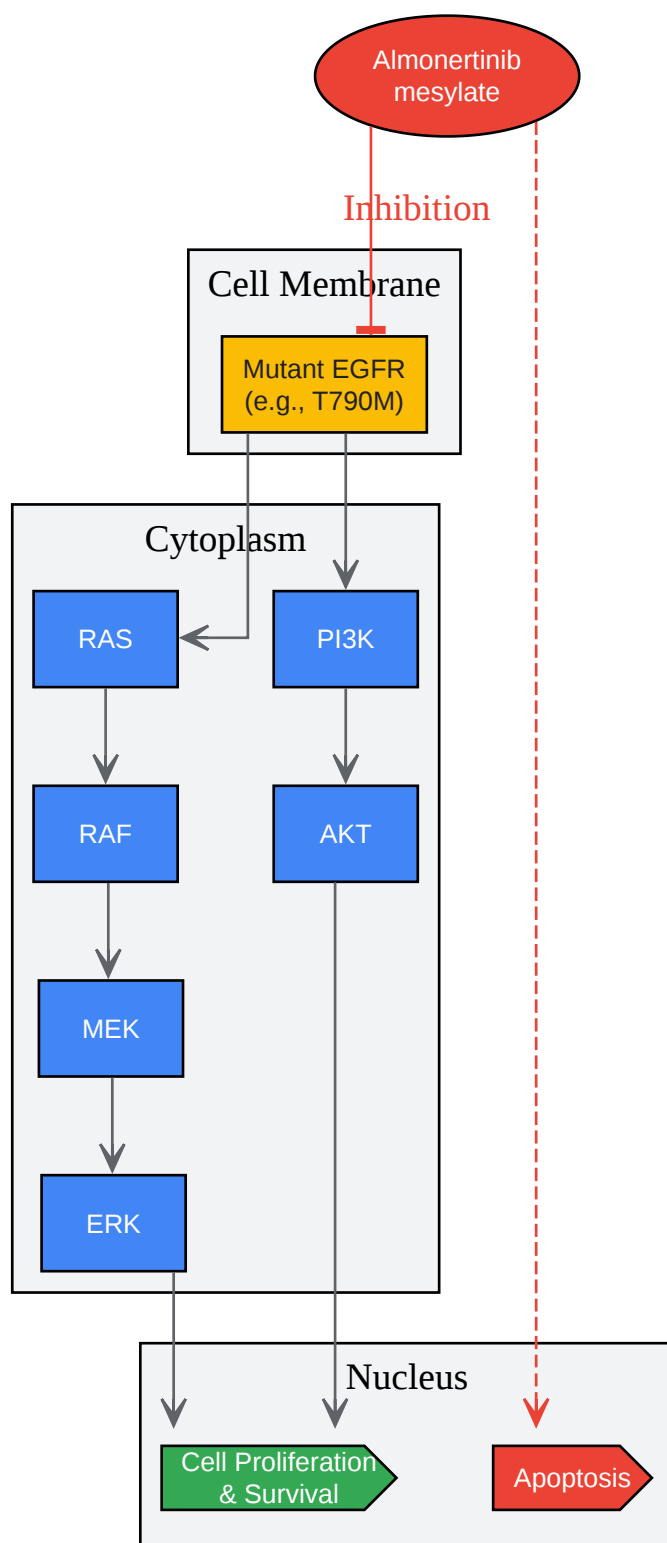 Almonertinib
mesylate
Inhibition
Cell Membrane
Mutant EGFR
(e.g., T790M)
Cytoplasm
RAS
PI3K
RAF
AKT
MEK
ERK
Nucleus
Cell Proliferation
& Survival
Apoptosis